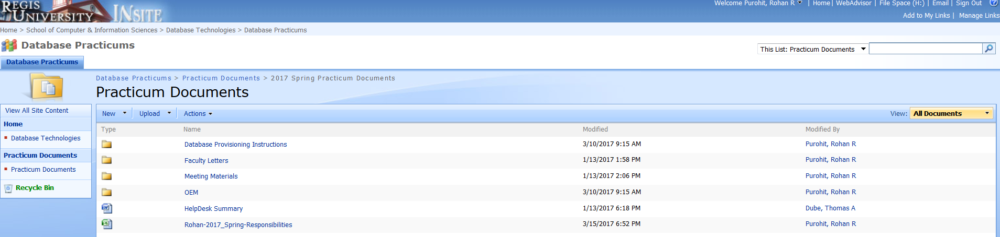 REGIS UNIVERSITY INSITE
Welcome Purohit, Rohan R | Home | WebAdvisor | File Space (H:) | Email | Sign Out
Add to My Links | Manage Links
Home > School of Computer & Information Sciences > Database Technologies > Database Practicums
Database Practicums
This List: Practicum Documents
Database Practicums
Database Practicums > Practicum Documents > 2017 Spring Practicum Documents
Practicum Documents
View All Site Content
Home
Database Technologies
Practicum Documents
Practicum Documents
Recycle Bin
New Upload Actions View: All Documents
Type Name Modified Modified By
Database Provisioning Instructions 3/10/2017 9:15 AM Purohit, Rohan R
Faculty Letters 1/13/2017 1:58 PM Purohit, Rohan R
Meeting Materials 1/13/2017 2:06 PM Purohit, Rohan R
OEM 3/10/2017 9:15 AM Purohit, Rohan R
HelpDesk Summary 1/13/2017 6:18 PM Dube, Thomas A
Rohan-2017_Spring-Responsibilities 3/15/2017 6:52 PM Purohit, Rohan R